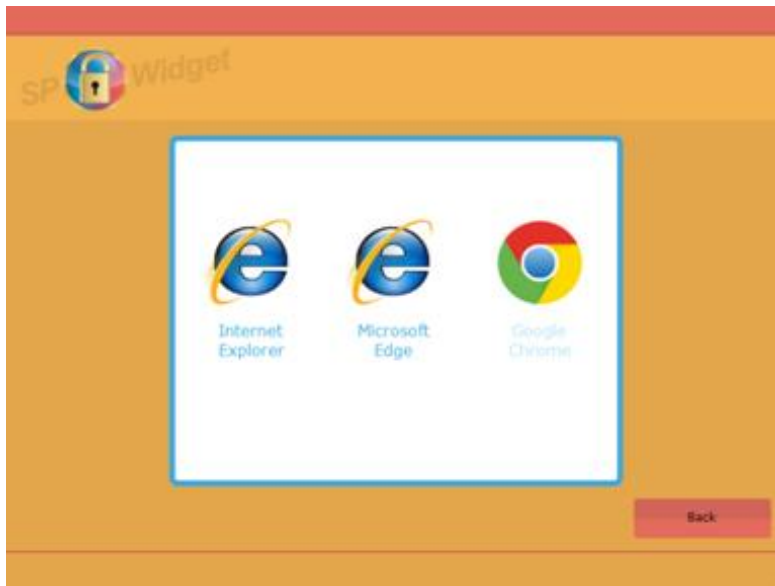 SP Widget
Internet
Explorer
Microsoft
Edge
Google
Chrome
Back